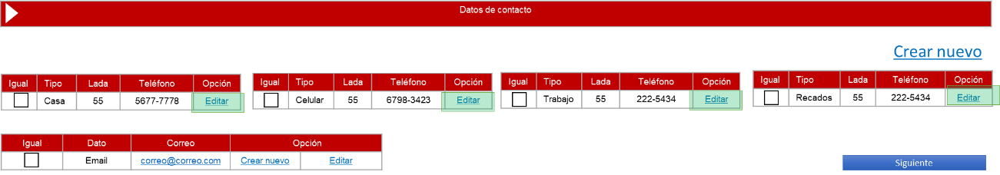 Datos de contacto
Crear nuevo
Igual Tipo Lada Teléfono Opción
Casa 55 5677-7778 Editar
Igual Tipo Lada Teléfono Opción
Celular 55 6798-3423 Editar
Igual Tipo Lada Teléfono Opción
Trabajo 55 222-5434 Editar
Igual Tipo Lada Teléfono Opción
Recados 55 222-5434 Editar
Igual Dato Correo Opción
Email correo@correo.com Crear nuevo Editar
Siguiente